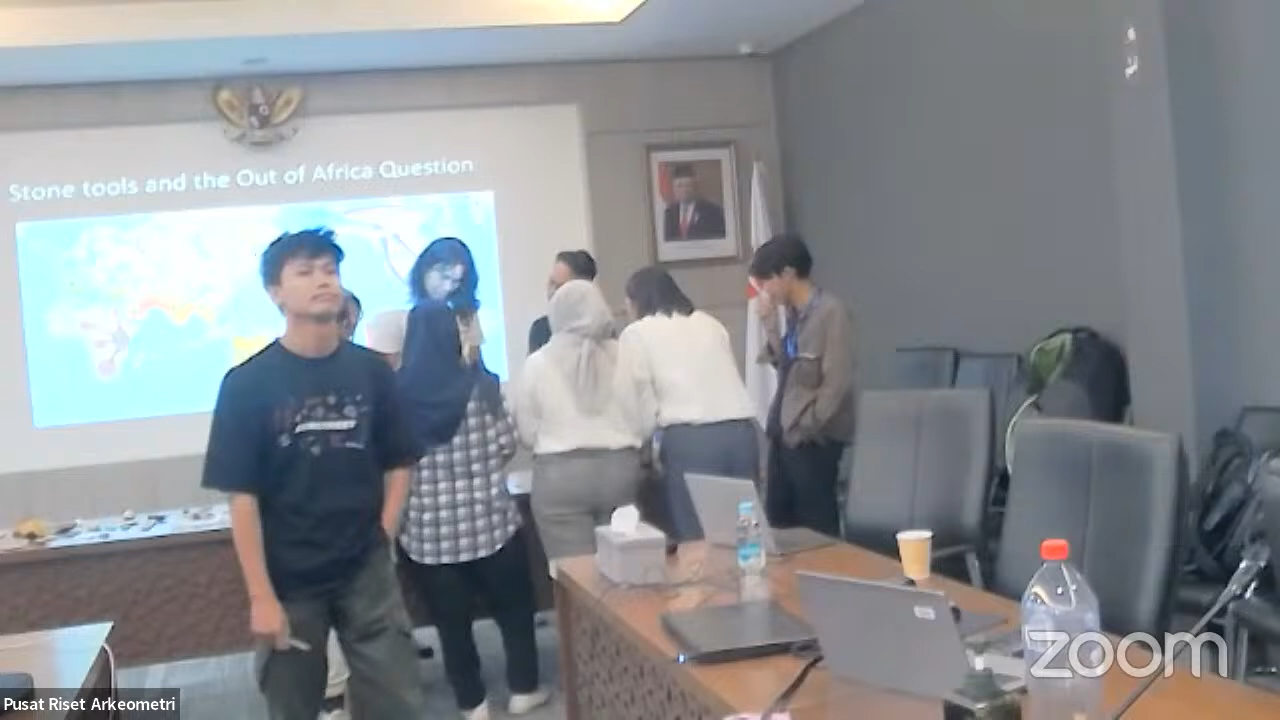 Stone tools and the Out of Africa Question
zoom
Pusat Riset Arkeometri